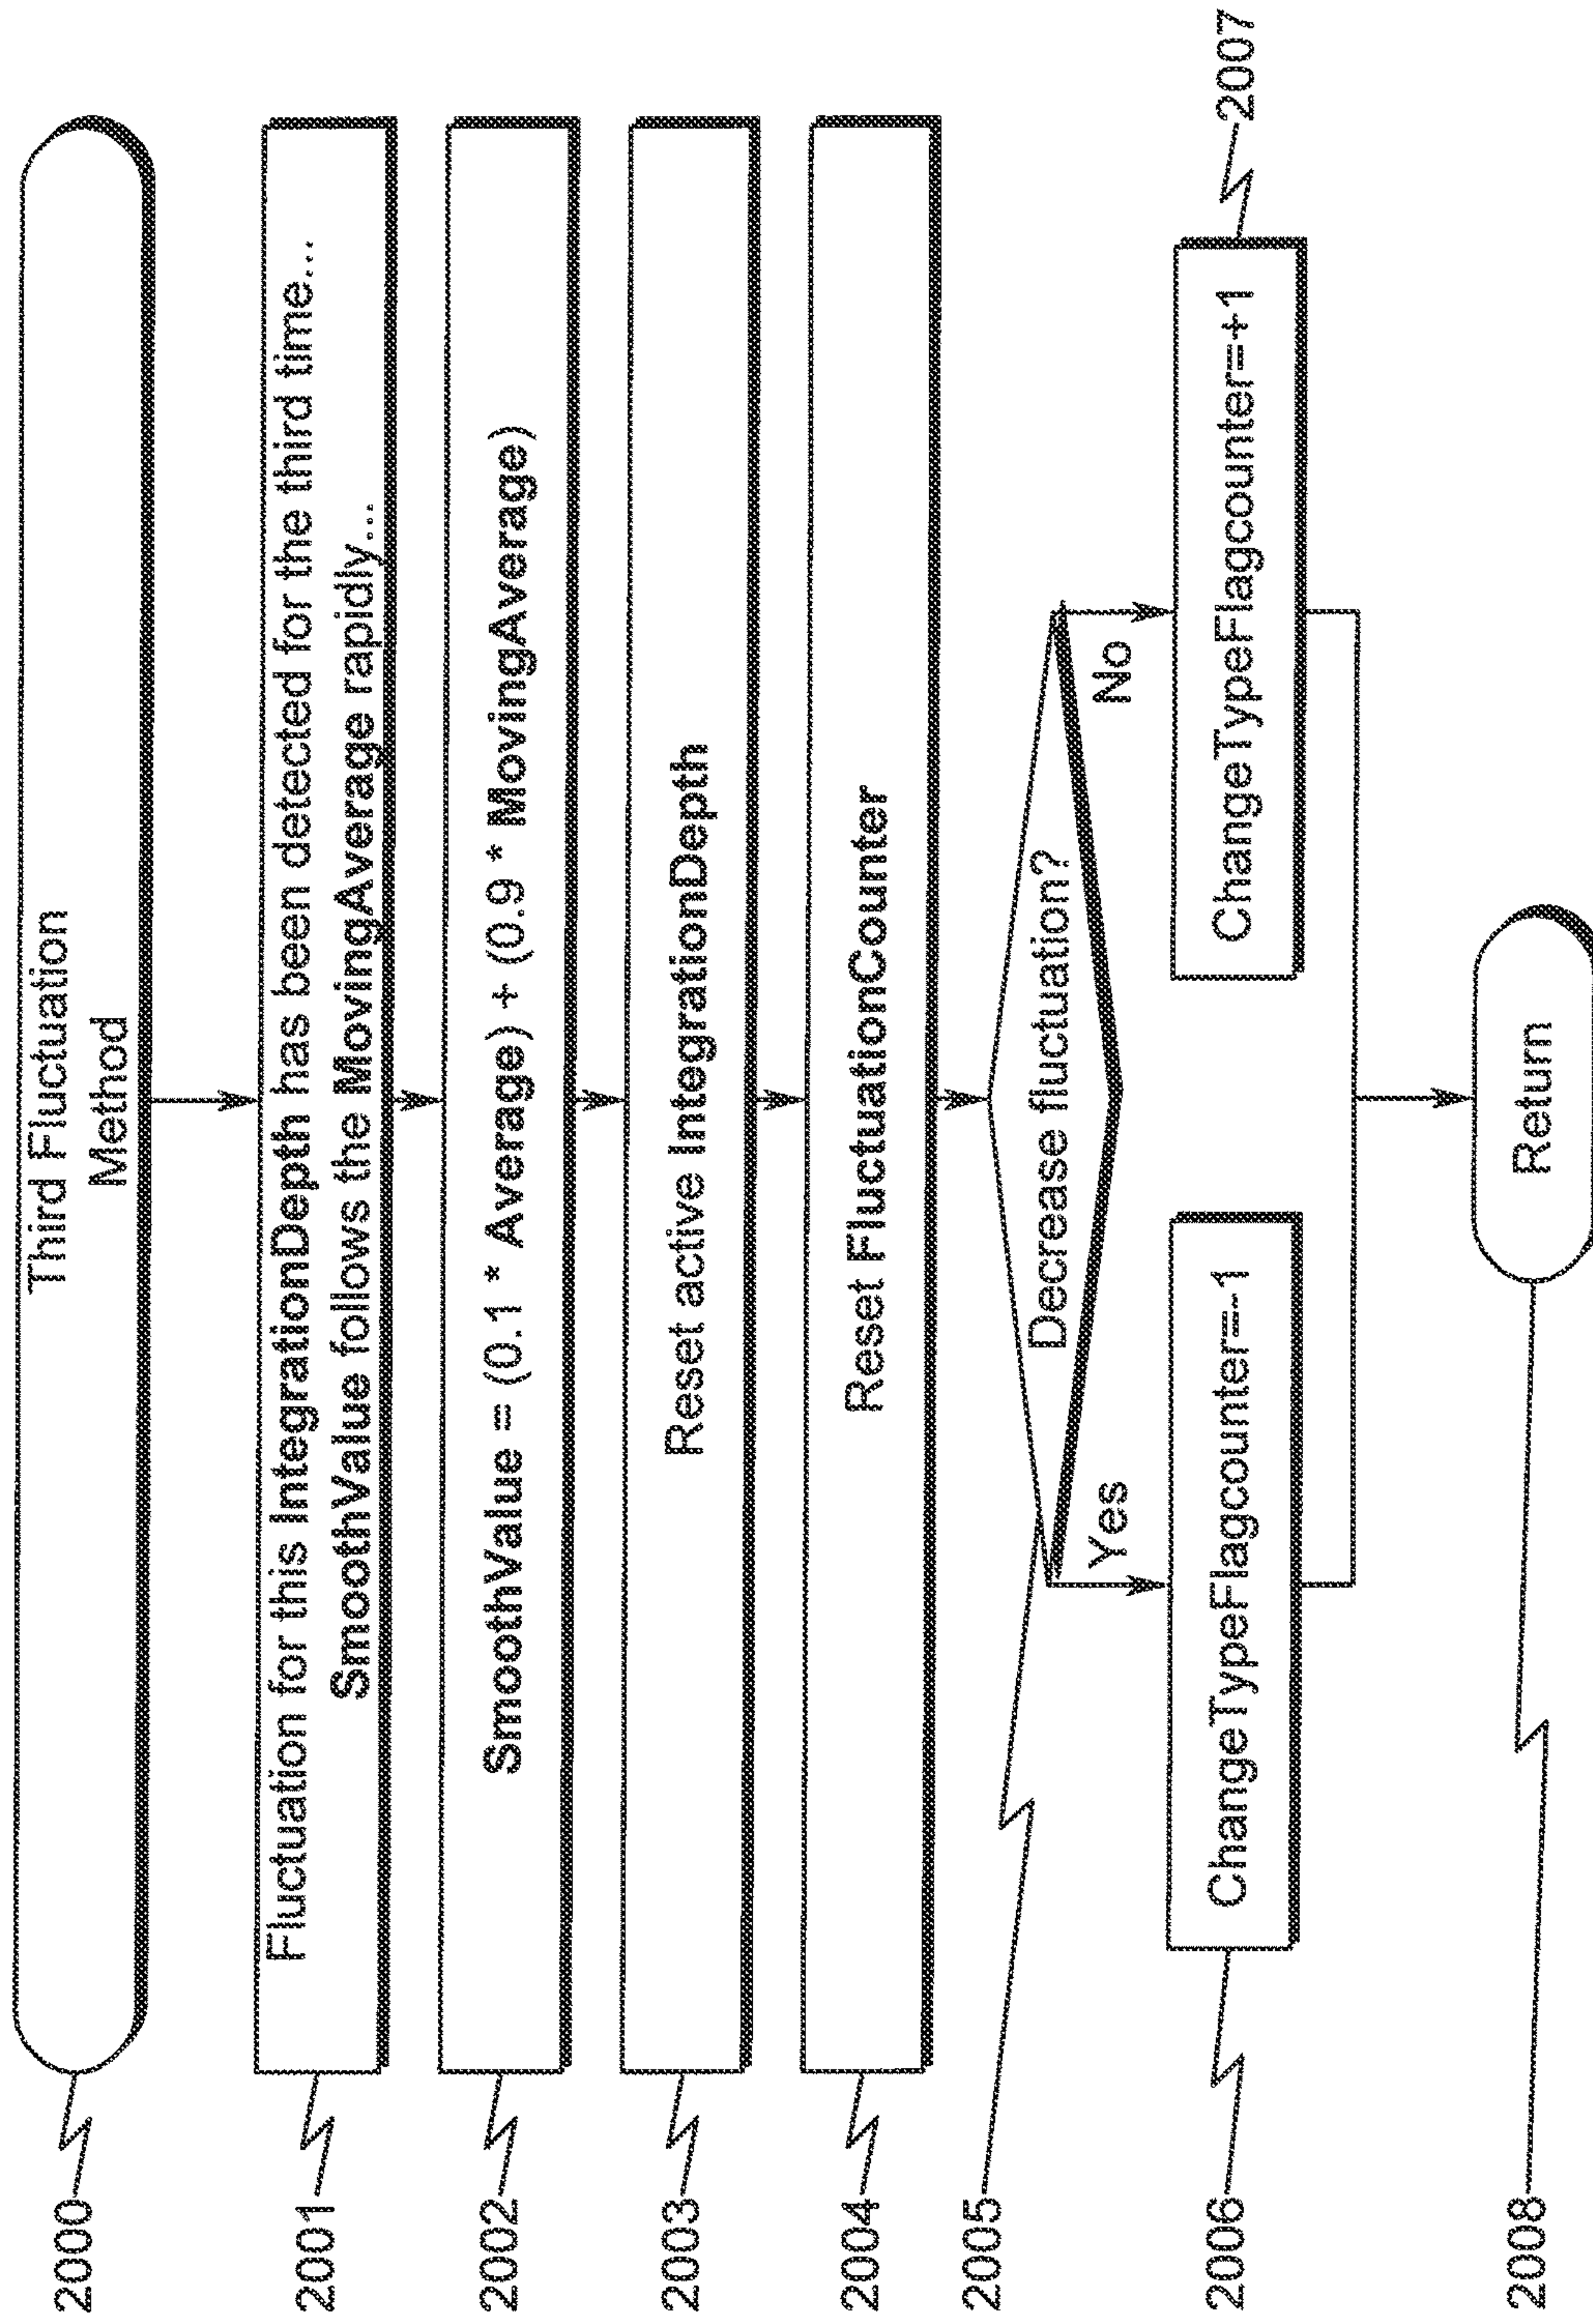 2000
Third Fluctuation
Method
2001
Fluctuation for this IntegrationDepth has been detected for the third time...
SmoothValue follows the MovingAverage rapidly...
2002
SmoothValue = (0.1 * Average) + (0.9 * MovingAverage)
2003
Reset active IntegrationDepth
2004
Reset FluctuationCounter
2005
Decrease fluctuation?
Yes
No
2006
ChangeTypeFlagcounter=-1
ChangeTypeFlagcounter=+1
2007
2008
Return